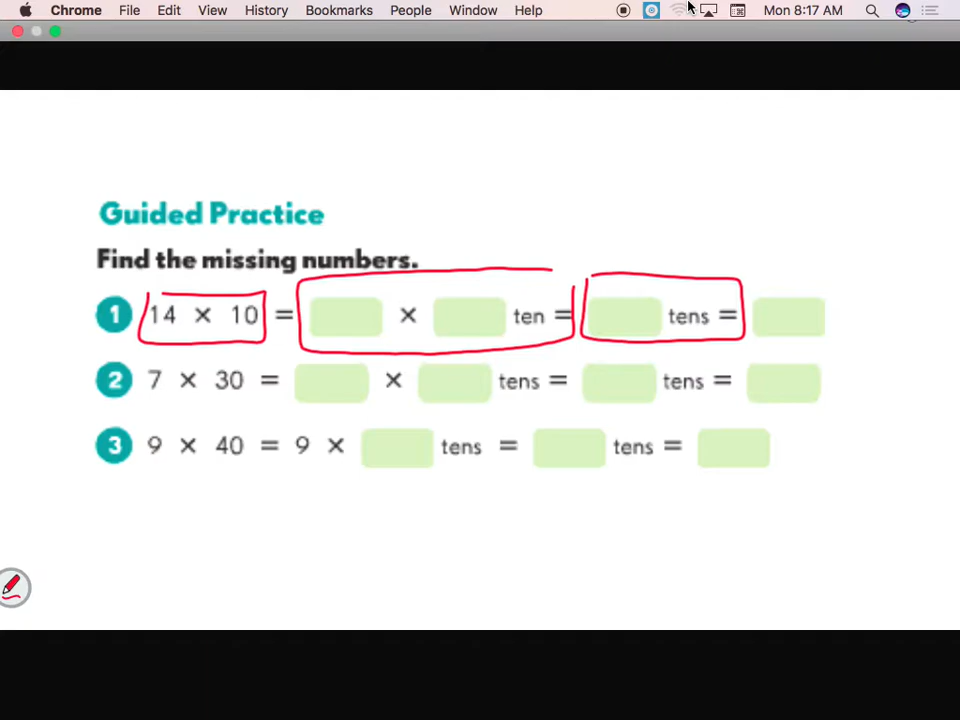 Chrome File Edit View History Bookmarks People Window Help Mon 8:17 AM
Guided Practice
Find the missing numbers.
1 14 × 10 = × ten = tens =
2 7 × 30 = × tens = tens =
3 9 × 40 = 9 × tens = tens =